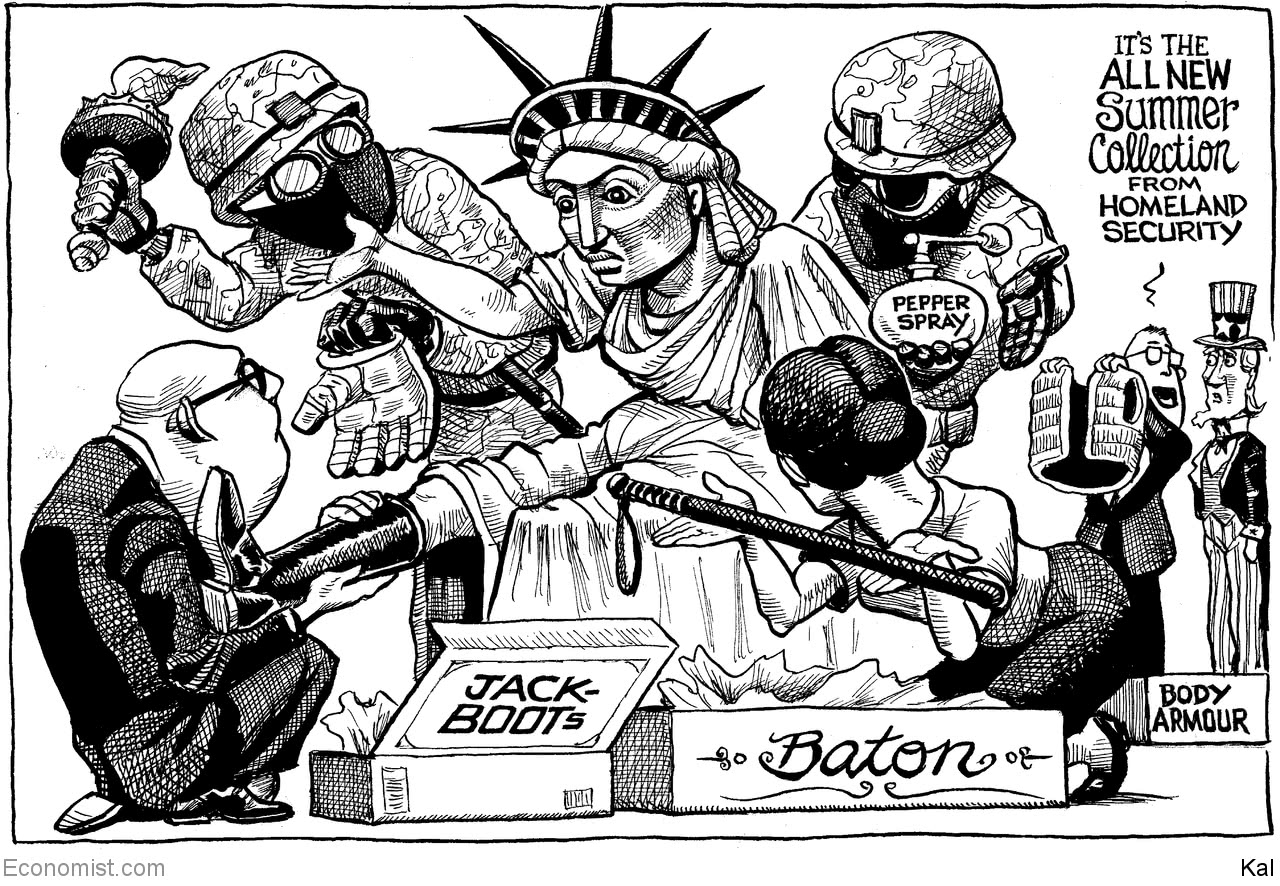 IT'S THE
ALL NEW
Summer
Collection
FROM
HOMELAND
SECURITY
PEPPER
SPRAY
JACK-
BOOTs
Baton
BODY
ARMOUR
Economist.com
Kal